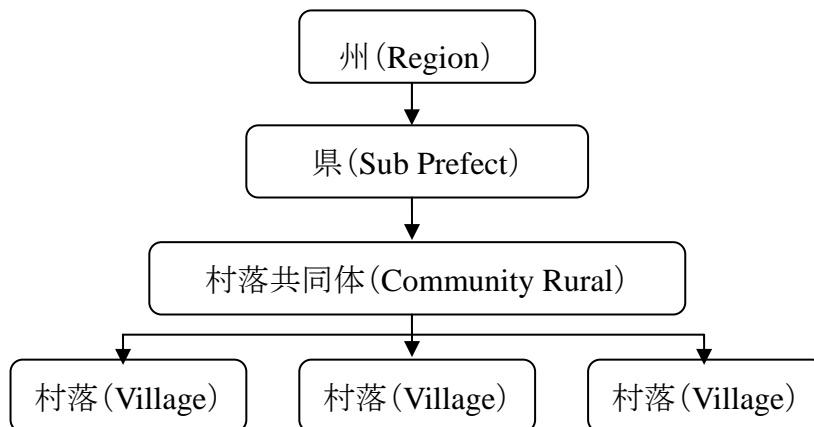 州（Region）
県（Sub Prefect）
村落共同体（Community Rural）
村落（Village）
村落（Village）
村落（Village）